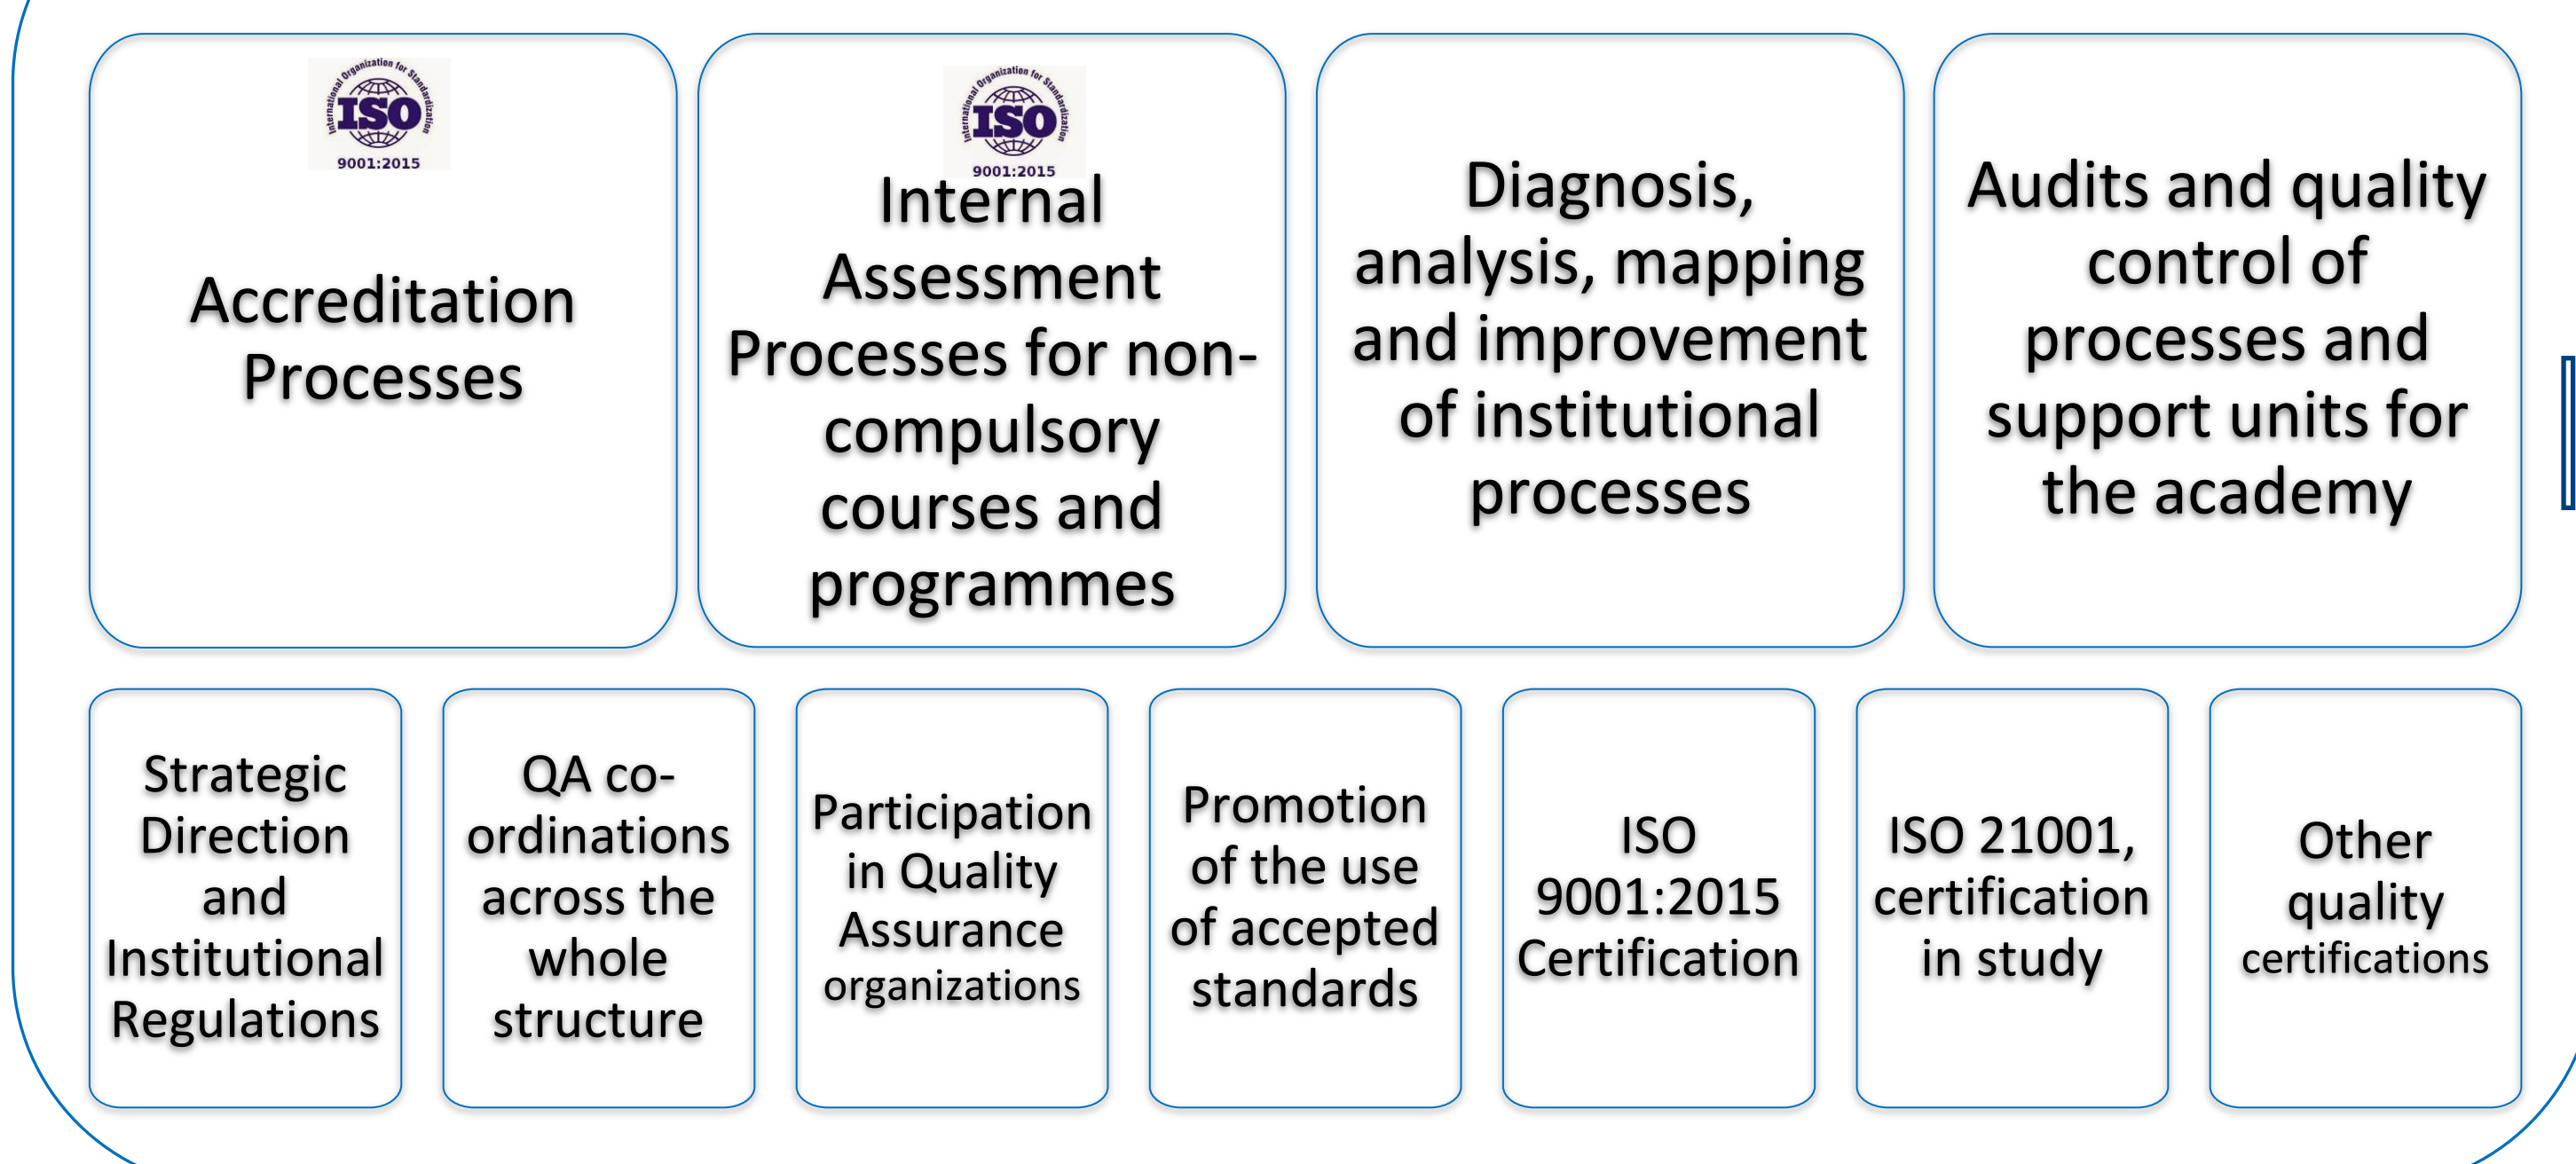 International Organization for Standardization
ISO
9001:2015
Accreditation
Processes
International Organization for Standardization
ISO
9001:2015
Internal
Assessment
Processes for non-
compulsory
courses and
programmes
Diagnosis,
analysis, mapping
and improvement
of institutional
processes
Audits and quality
control of
processes and
support units for
the academy
Strategic
Direction
and
Institutional
Regulations
QA co-
ordinations
across the
whole
structure
Participation
in Quality
Assurance
organizations
Promotion
of the use
of accepted
standards
ISO
9001:2015
Certification
ISO 21001,
certification
in study
Other
quality
certifications